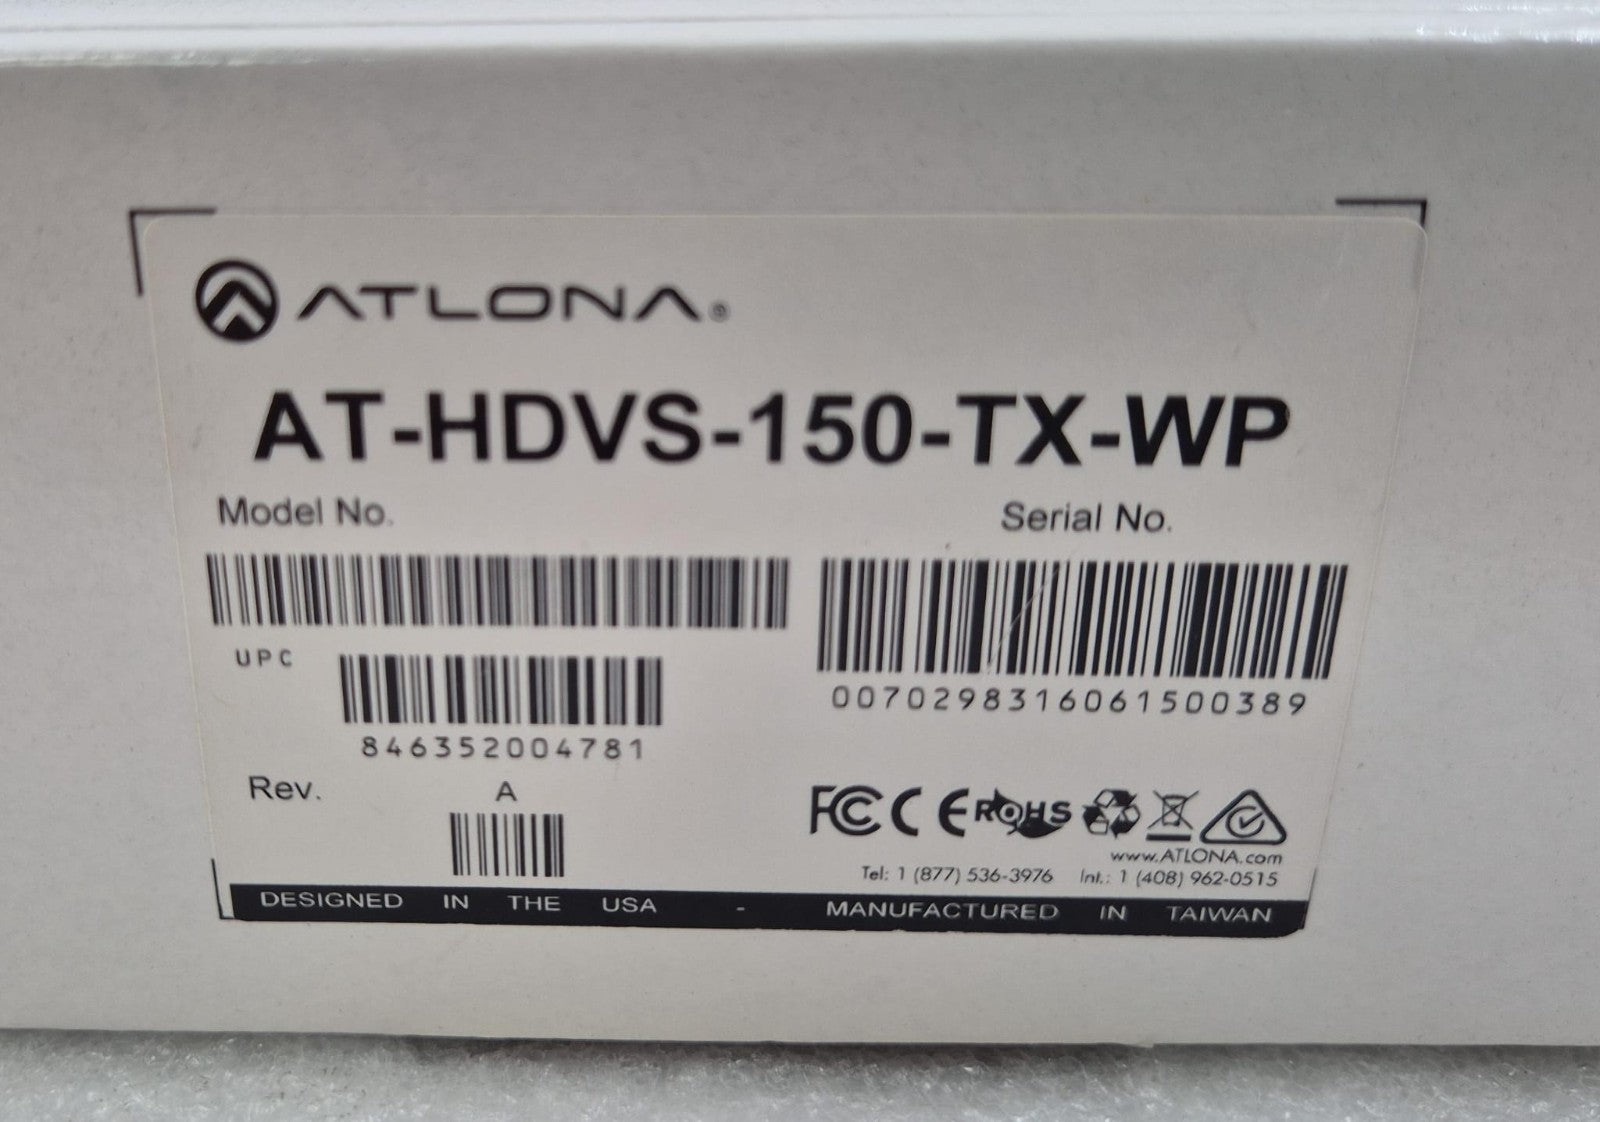 ATLONA®
AT-HDVS-150-TX-WP
Model No.
Serial No.
UPC
0070298316061500389
846352004781
Rev. A
FC CE ROHS
www.ATLONA.com
Tel: 1 (877) 536-3976 Int.: 1 (408) 962-0515
DESIGNED IN THE USA - MANUFACTURED IN TAIWAN